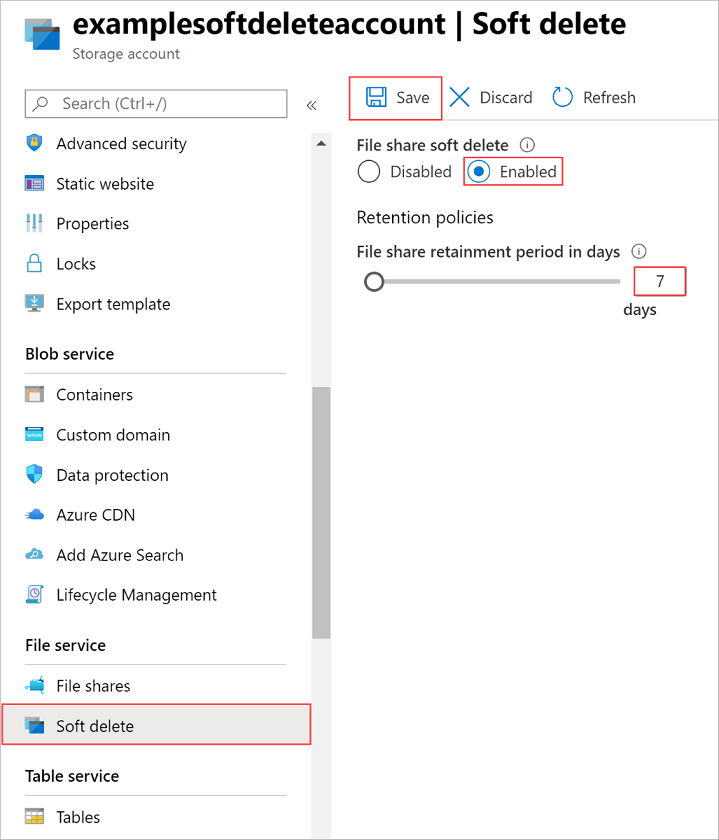 examplesoftdeleteaccount | Soft delete
Storage account
Search (Ctrl+/)
«
Advanced security
Static website
Properties
Locks
Export template
Blob service
Containers
Custom domain
Data protection
Azure CDN
Add Azure Search
Lifecycle Management
File service
File shares
Soft delete
Table service
Tables
Save Discard Refresh
File share soft delete
Disabled Enabled
Retention policies
File share retainment period in days
7
days